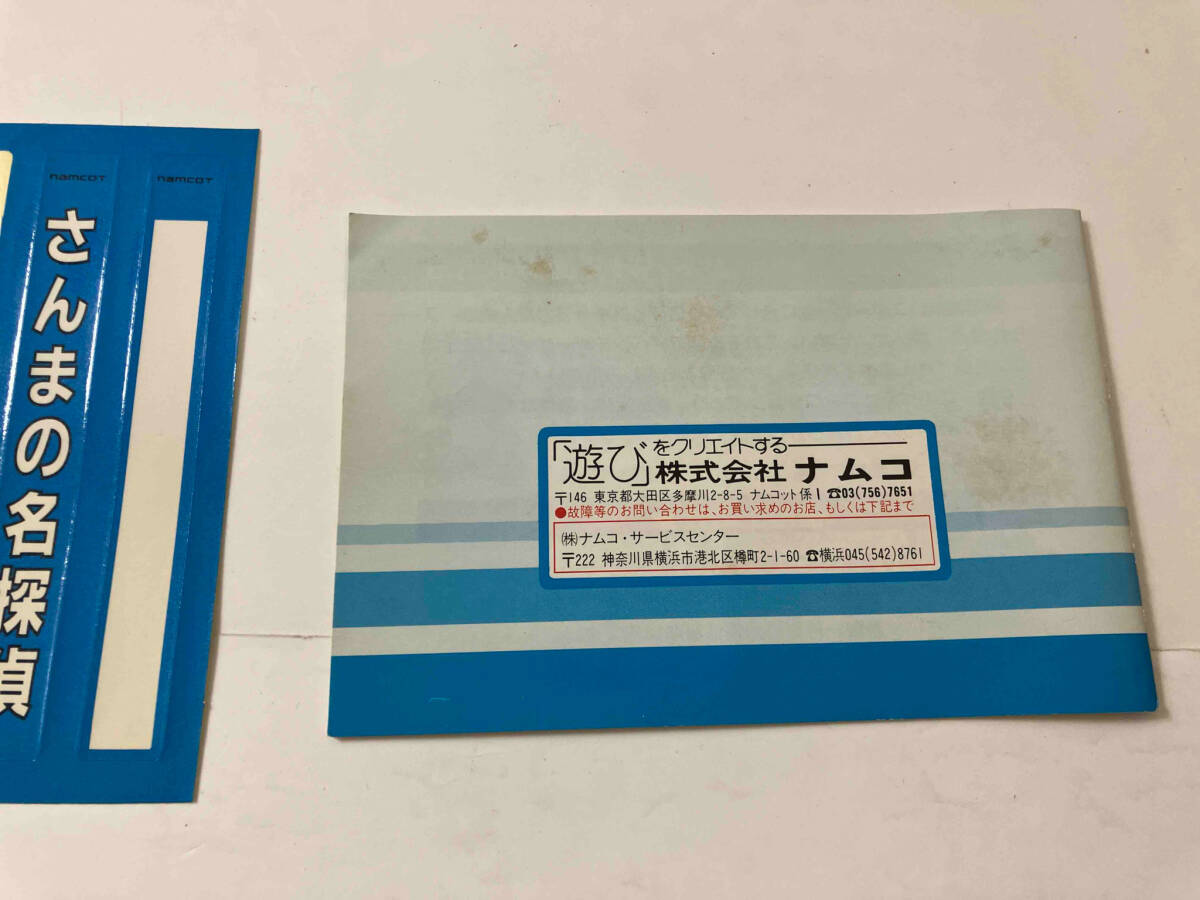 namcot
namcot
さんまの名探偵
「遊び」をクリエイトする
株式会社 ナムコ
〒146 東京都大田区多摩川2-8-5 ナムコット係 I ☎03(756)7651
●故障等のお問い合わせは、お買い求めのお店、もしくは下記まで
(株)ナムコ・サービスセンター
〒222 神奈川県横浜市港北区樽町2-1-60 ☎横浜045(542)8761